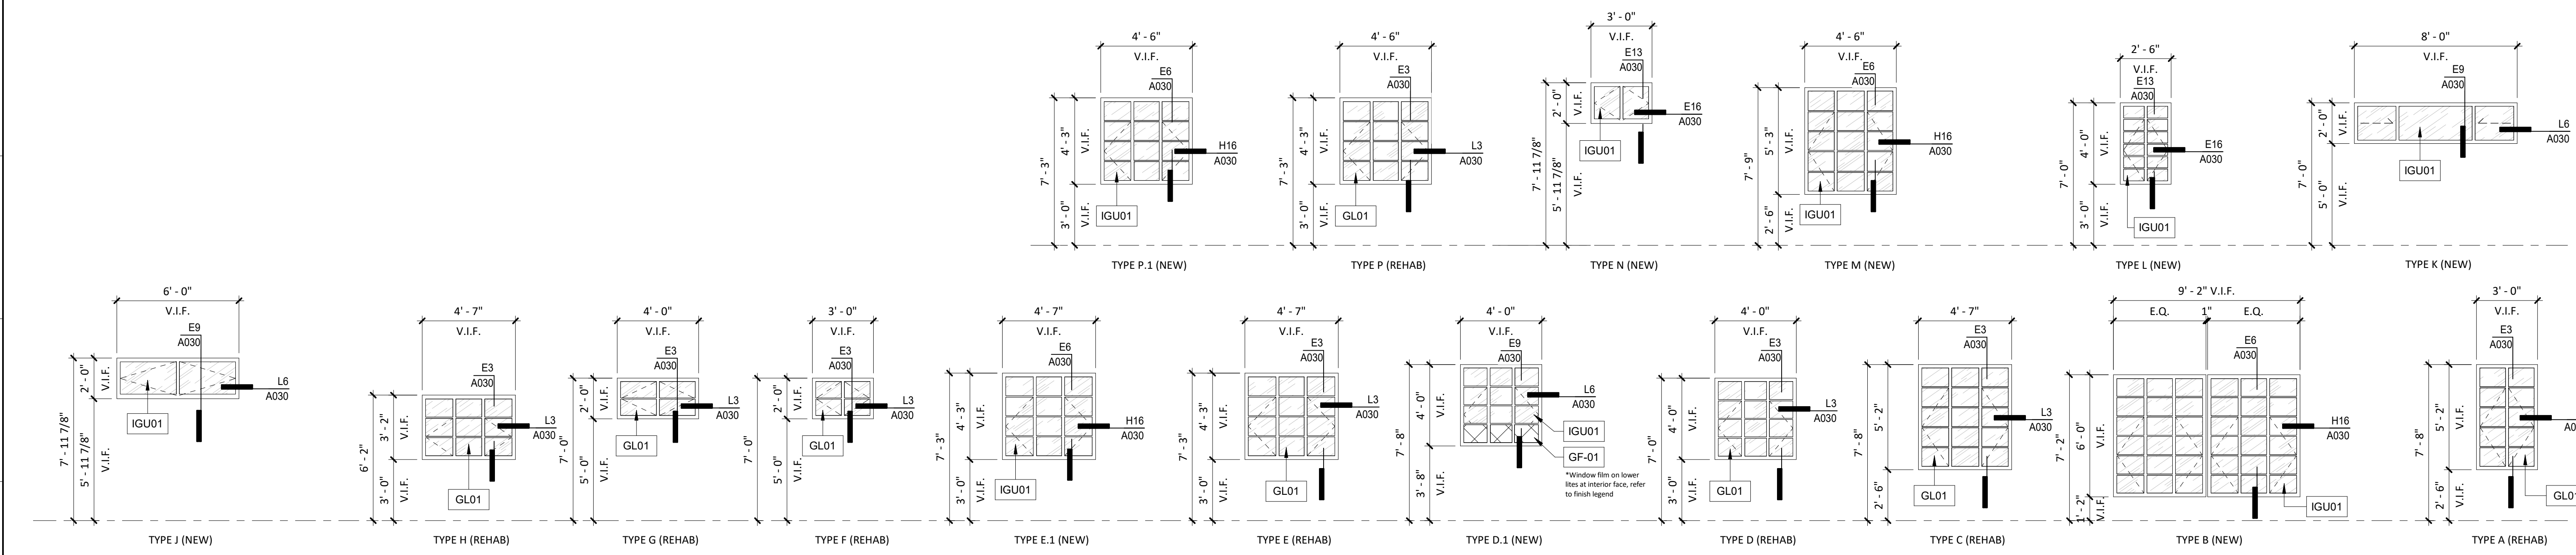 4' - 6"
V.I.F.
E6
A030
7' - 3"
4' - 3"
V.I.F.
3' - 0"
V.I.F.
H16
A030
IGU01
TYPE P.1 (NEW)
4' - 6"
V.I.F.
E3
A030
7' - 3"
4' - 3"
V.I.F.
3' - 0"
V.I.F.
L3
A030
GL01
TYPE P (REHAB)
3' - 0"
V.I.F.
E13
A030
7' - 11 7/8"
2' - 0"
V.I.F.
5' - 11 7/8"
V.I.F.
E16
A030
IGU01
TYPE N (NEW)
4' - 6"
V.I.F.
E6
A030
7' - 9"
5' - 3"
V.I.F.
2' - 6"
V.I.F.
H16
A030
IGU01
TYPE M (NEW)
2' - 6"
V.I.F.
E13
A030
7' - 0"
4' - 0"
V.I.F.
3' - 0"
V.I.F.
E16
A030
IGU01
TYPE L (NEW)
8' - 0"
V.I.F.
E9
A030
7' - 0"
2' - 0"
V.I.F.
5' - 0"
V.I.F.
L6
A030
IGU01
TYPE K (NEW)
6' - 0"
V.I.F.
E9
A030
7' - 11 7/8"
2' - 0"
V.I.F.
5' - 11 7/8"
V.I.F.
L6
A030
IGU01
TYPE J (NEW)
4' - 7"
V.I.F.
E3
A030
6' - 2"
3' - 2"
V.I.F.
3' - 0"
V.I.F.
L3
A030
GL01
TYPE H (REHAB)
4' - 0"
V.I.F.
E3
A030
7' - 0"
2' - 0"
V.I.F.
5' - 0"
V.I.F.
L3
A030
GL01
TYPE G (REHAB)
3' - 0"
V.I.F.
E3
A030
7' - 0"
2' - 0"
V.I.F.
5' - 0"
V.I.F.
L3
A030
GL01
TYPE F (REHAB)
4' - 7"
V.I.F.
E6
A030
7' - 3"
4' - 3"
V.I.F.
3' - 0"
V.I.F.
H16
A030
IGU01
TYPE E.1 (NEW)
4' - 7"
V.I.F.
E3
A030
7' - 3"
4' - 3"
V.I.F.
3' - 0"
V.I.F.
L3
A030
GL01
TYPE E (REHAB)
4' - 0"
V.I.F.
E9
A030
7' - 8"
4' - 0"
V.I.F.
3' - 8"
V.I.F.
L6
A030
IGU01
GF-01
*Window film on lower
lites at interior face, refer
to finish legend
TYPE D.1 (NEW)
4' - 0"
V.I.F.
E3
A030
7' - 0"
4' - 0"
V.I.F.
3' - 0"
V.I.F.
L3
A030
GL01
TYPE D (REHAB)
4' - 7"
V.I.F.
E3
A030
7' - 8"
5' - 2"
V.I.F.
2' - 6"
V.I.F.
L3
A030
GL01
TYPE C (REHAB)
9' - 2" V.I.F.
E.Q.
1"
E.Q.
E6
A030
7' - 2"
6' - 0"
V.I.F.
1' - 2"
V.I.F.
H16
A030
IGU01
TYPE B (NEW)
3' - 0"
V.I.F.
E3
A030
7' - 8"
5' - 2"
V.I.F.
2' - 6"
V.I.F.
TYPE A (REHAB)